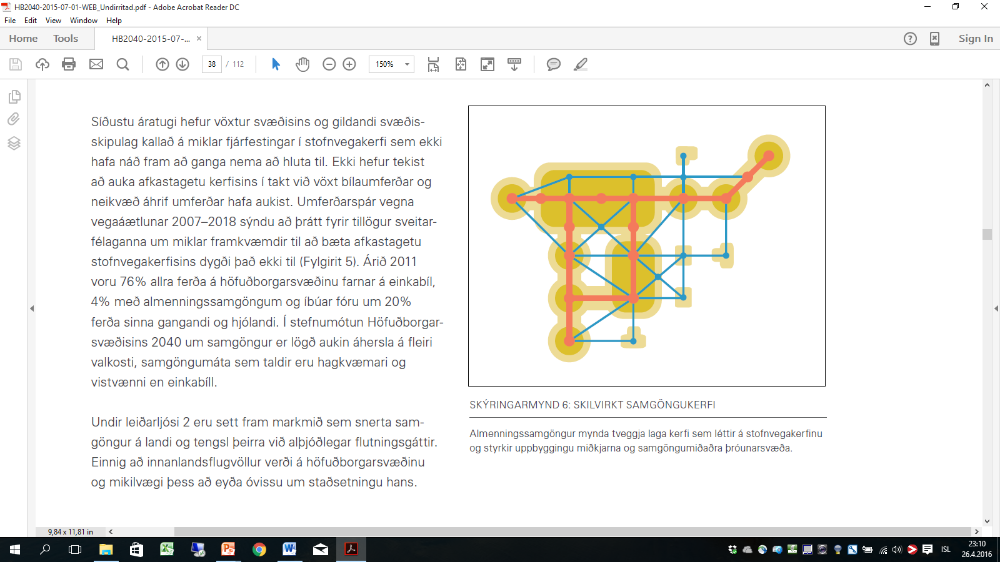 HB2040-2015-07-01-WEB_Undirritad.pdf - Adobe Acrobat Reader DC
File Edit View Window Help
Home Tools HB2040-2015-07-... × Sign In
38 / 112 150%
Síðustu áratugi hefur vöxtur svæðisins og gildandi svæðis-
skipulag kallað á miklar fjárfestingar í stofnvegakerfi sem ekki
hafa náð fram að ganga nema að hluta til. Ekki hefur tekist
að auka afkastagetu kerfisins í takt við vöxt bílaumferðar og
neikvæð áhrif umferðar hafa aukist. Umferðarspár vegna
vegaáætlunar 2007–2018 sýndu að þrátt fyrir tillögur sveitar-
félaganna um miklar framkvæmdir til að bæta afkastagetu
stofnvegakerfisins dygði það ekki til (Fylgirit 5). Árið 2011
voru 76% allra ferða á höfuðborgarsvæðinu farnar á einkabíl,
4% með almenningssamgöngum og íbúar fóru um 20%
ferða sinna gangandi og hjólandi. Í stefnumótun Höfuðborgar-
svæðisins 2040 um samgöngur er lögð aukin áhersla á fleiri
valkosti, samgöngumáta sem taldir eru hagkvæmari og
vistvænni en einkabíll.
Undir leiðarljósi 2 eru sett fram markmið sem snerta sam-
göngur á landi og tengsl þeirra við alþjóðlegar flutningsgáttir.
Einnig að innanlandsflugvöllur verði á höfuðborgarsvæðinu
og mikilvægi þess að eyða óvissu um staðsetningu hans.
SKÝRINGARMYND 6: SKILVIRKT SAMGÖNGUKERFI
Almenningssamgöngur mynda tveggja laga kerfi sem léttir á stofnvegakerfinu
og styrkir uppbyggingu miðkjarna og samgöngumiðaðra þróunarsvæða.
9,84 x 11,81 in
ISL 23:10
26.4.2016